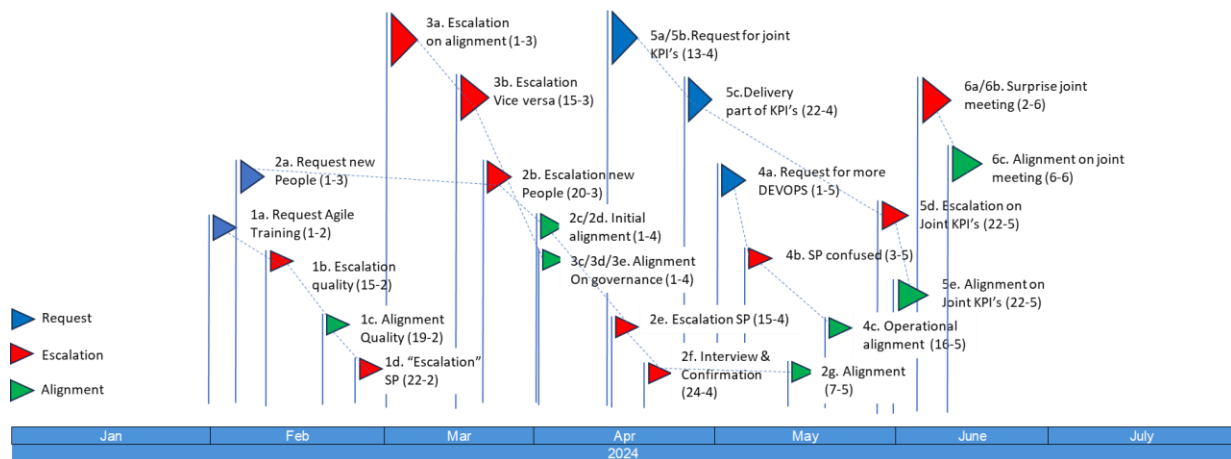 3a. Escalation
on alignment (1-3)
5a/5b.Request for joint
KPI's (13-4)
3b. Escalation
Vice versa (15-3)
5c.Delivery
part of KPI's (22-4)
6a/6b. Surprise joint
meeting (2-6)
2a. Request new
People (1-3)
2b. Escalation new
People (20-3)
4a. Request for more
DEVOPS (1-5)
6c. Alignment on joint
meeting (6-6)
1a. Request Agile
Training (1-2)
2c/2d. Initial
alignment (1-4)
5d. Escalation on
Joint KPI's (22-5)
1b. Escalation
quality (15-2)
3c/3d/3e. Alignment
On governance (1-4)
4b. SP confused (3-5)
5e. Alignment on
Joint KPI's (22-5)
1c. Alignment
Quality (19-2)
2e. Escalation SP (15-4)
4c. Operational
alignment (16-5)
1d. “Escalation”
SP (22-2)
2f. Interview &
Confirmation
(24-4)
2g. Alignment
(7-5)
Request
Escalation
Alignment
Jan Feb Mar Apr May June July
2024